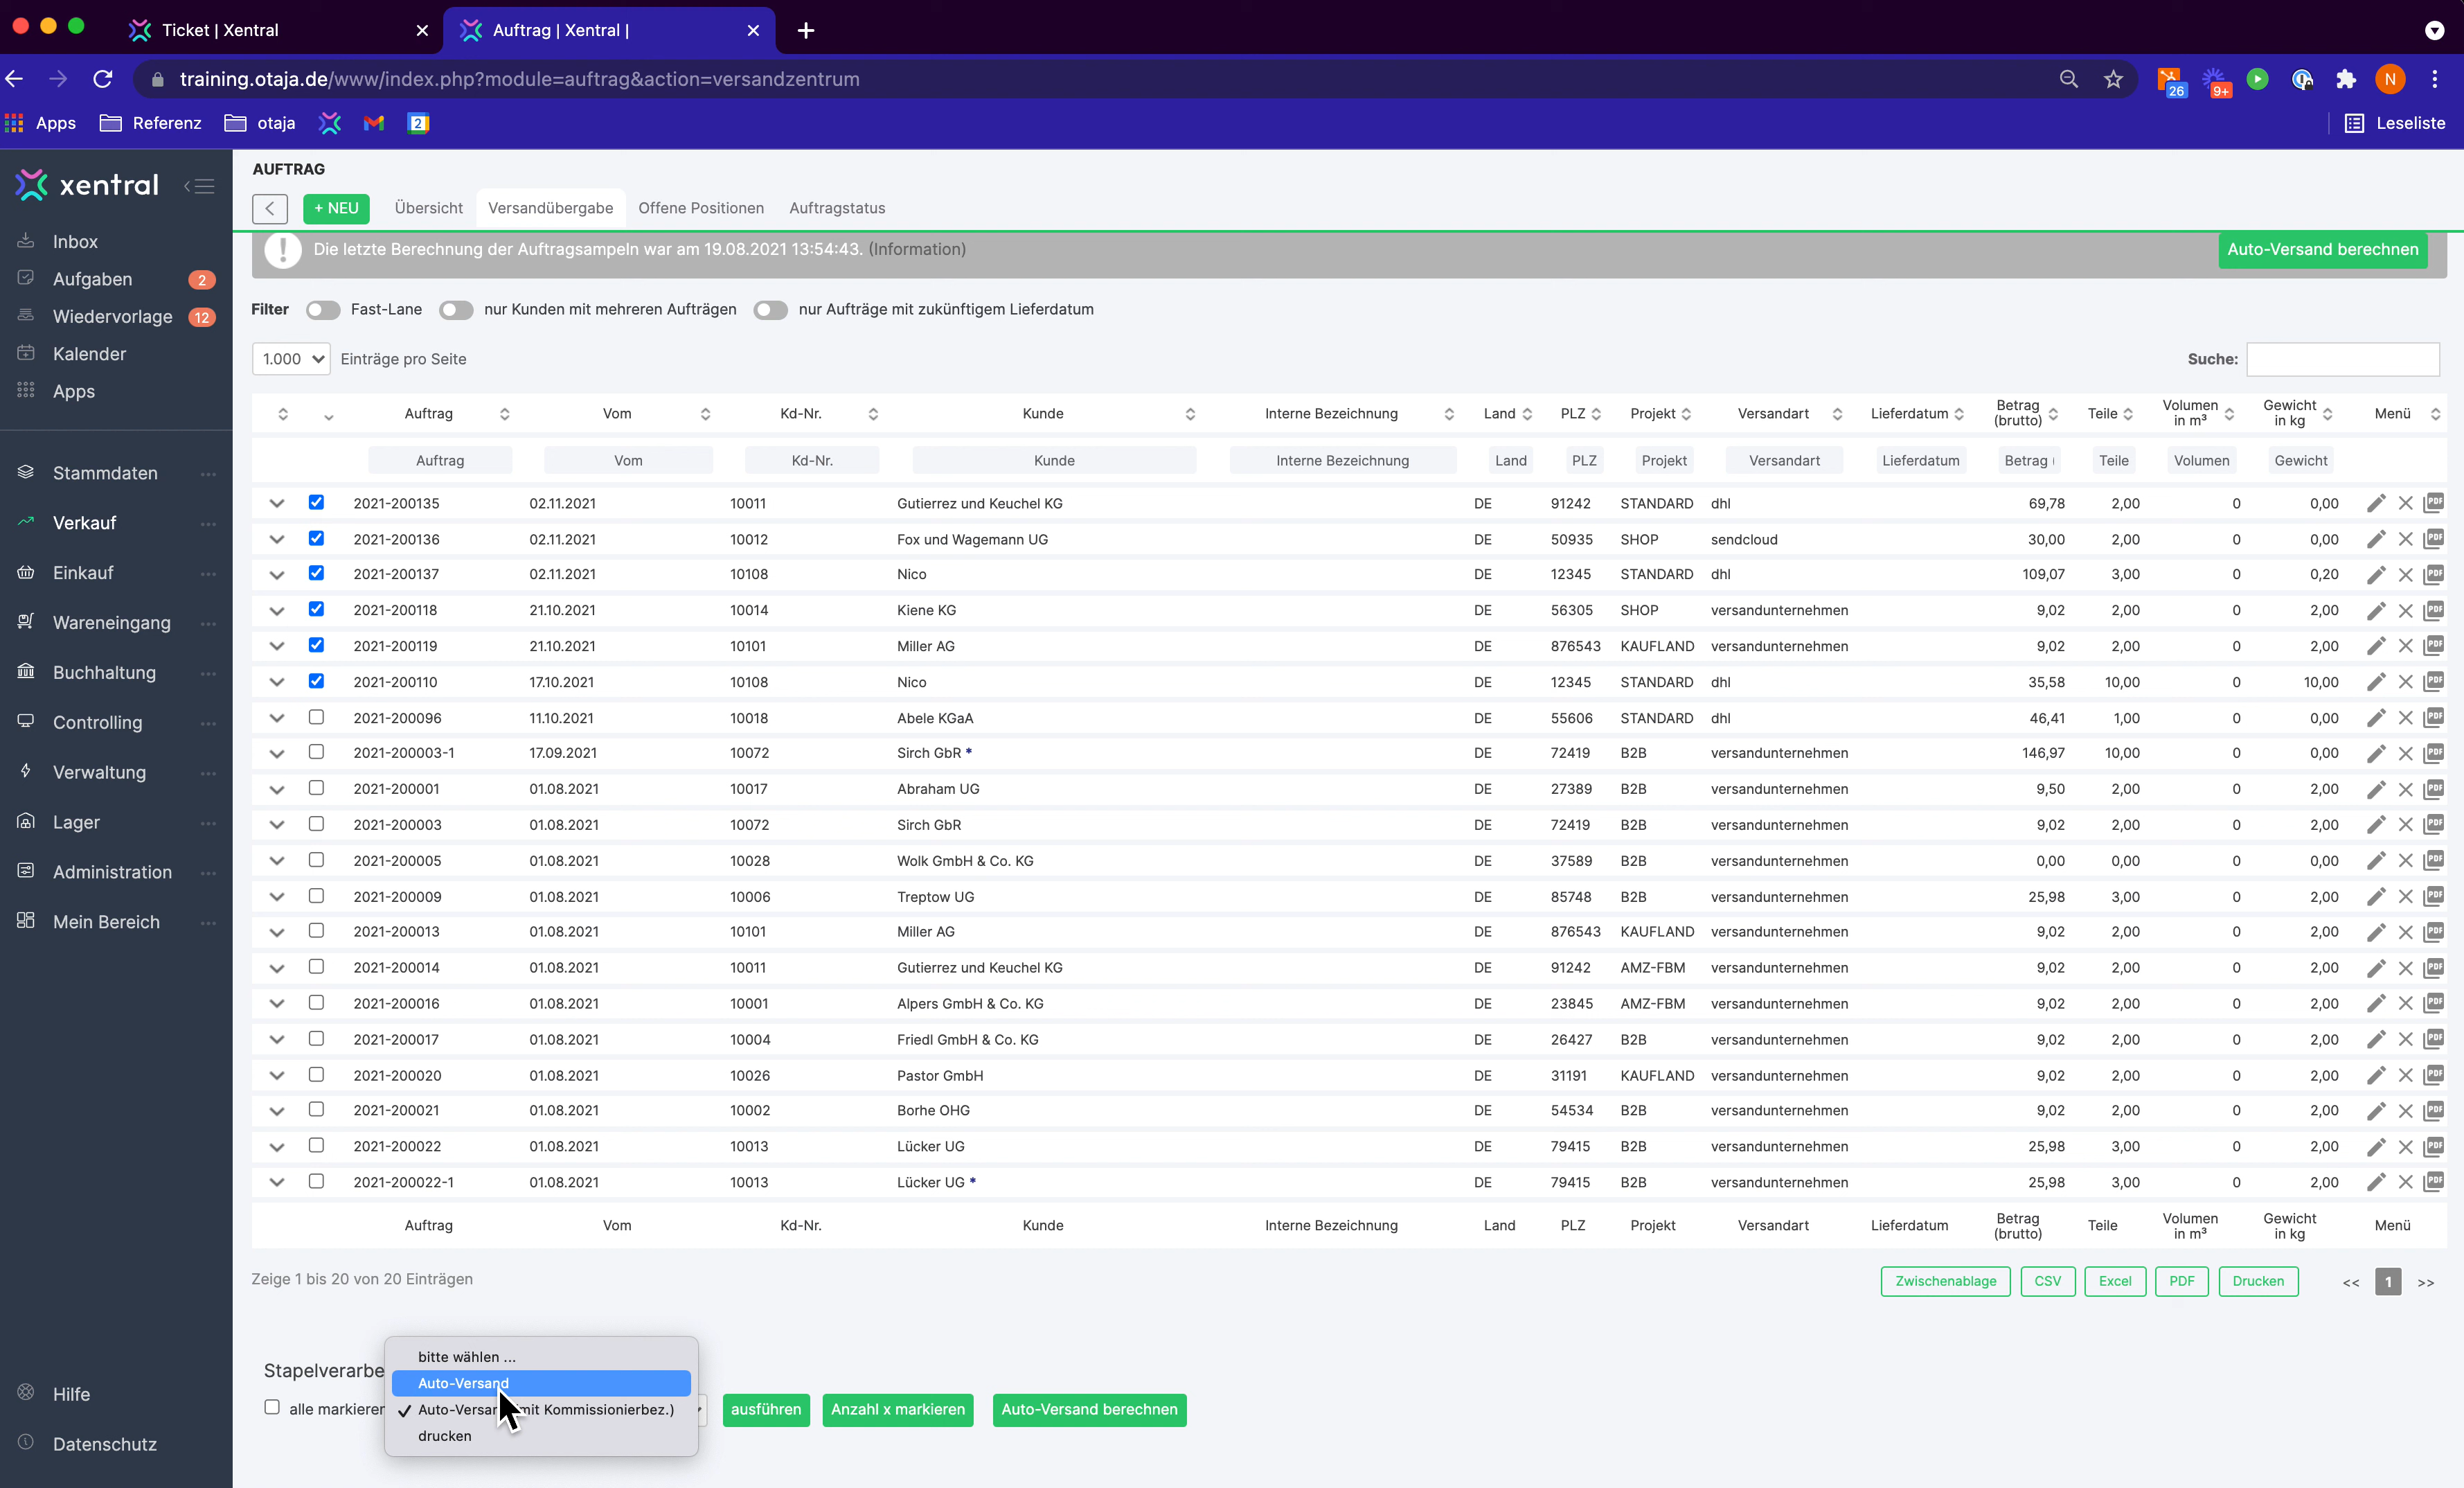 Ticket | Xentral
Auftrag | Xentral |
training.otaja.de/www/index.php?module=auftrag&action=versandzentrum
26
9+
N
Apps
Referenz
otaja
2
Leseliste
xentral
Inbox
Aufgaben 2
Wiedervorlage 12
Kalender
Apps
Stammdaten
Verkauf
Einkauf
Wareneingang
Buchhaltung
Controlling
Verwaltung
Lager
Administration
Mein Bereich
Hilfe
Datenschutz
AUFTRAG
+ NEU Übersicht Versandübergabe Offene Positionen Auftragstatus
Die letzte Berechnung der Auftragsampeln war am 19.08.2021 13:54:43. (Information)
Auto-Versand berechnen
Filter Fast-Lane nur Kunden mit mehreren Aufträgen nur Aufträge mit zukünftigem Lieferdatum
1.000 Einträge pro Seite
Suche:
Auftrag Vom Kd-Nr. Kunde Interne Bezeichnung Land PLZ Projekt Versandart Lieferdatum Betrag (brutto) Teile Volumen in m³ Gewicht in kg Menü
Auftrag Vom Kd-Nr. Kunde Interne Bezeichnung Land PLZ Projekt Versandart Lieferdatum Betrag Teile Volumen Gewicht
2021-200135 02.11.2021 10011 Gutierrez und Keuchel KG DE 91242 STANDARD dhl 69,78 2,00 0 0,00 PDF
2021-200136 02.11.2021 10012 Fox und Wagemann UG DE 50935 SHOP sendcloud 30,00 2,00 0 0,00 PDF
2021-200137 02.11.2021 10108 Nico DE 12345 STANDARD dhl 109,07 3,00 0 0,20 PDF
2021-200118 21.10.2021 10014 Kiene KG DE 56305 SHOP versandunternehmen 9,02 2,00 0 2,00 PDF
2021-200119 21.10.2021 10101 Miller AG DE 876543 KAUFLAND versandunternehmen 9,02 2,00 0 2,00 PDF
2021-200110 17.10.2021 10108 Nico DE 12345 STANDARD dhl 35,58 10,00 0 10,00 PDF
2021-200096 11.10.2021 10018 Abele KGaA DE 55606 STANDARD dhl 46,41 1,00 0 0,00 PDF
2021-200003-1 17.09.2021 10072 Sirch GbR * DE 72419 B2B versandunternehmen 146,97 10,00 0 0,00 PDF
2021-200001 01.08.2021 10017 Abraham UG DE 27389 B2B versandunternehmen 9,50 2,00 0 2,00 PDF
2021-200003 01.08.2021 10072 Sirch GbR DE 72419 B2B versandunternehmen 9,02 2,00 0 2,00 PDF
2021-200005 01.08.2021 10028 Wolk GmbH & Co. KG DE 37589 B2B versandunternehmen 0,00 0,00 0 0,00 PDF
2021-200009 01.08.2021 10006 Treptow UG DE 85748 B2B versandunternehmen 25,98 3,00 0 2,00 PDF
2021-200013 01.08.2021 10101 Miller AG DE 876543 KAUFLAND versandunternehmen 9,02 2,00 0 2,00 PDF
2021-200014 01.08.2021 10011 Gutierrez und Keuchel KG DE 91242 AMZ-FBM versandunternehmen 9,02 2,00 0 2,00 PDF
2021-200016 01.08.2021 10001 Alpers GmbH & Co. KG DE 23845 AMZ-FBM versandunternehmen 9,02 2,00 0 2,00 PDF
2021-200017 01.08.2021 10004 Friedl GmbH & Co. KG DE 26427 B2B versandunternehmen 9,02 2,00 0 2,00 PDF
2021-200020 01.08.2021 10026 Pastor GmbH DE 31191 KAUFLAND versandunternehmen 9,02 2,00 0 2,00 PDF
2021-200021 01.08.2021 10002 Borhe OHG DE 54534 B2B versandunternehmen 9,02 2,00 0 2,00 PDF
2021-200022 01.08.2021 10013 Lücker UG DE 79415 B2B versandunternehmen 25,98 3,00 0 2,00 PDF
2021-200022-1 01.08.2021 10013 Lücker UG * DE 79415 B2B versandunternehmen 25,98 3,00 0 2,00 PDF
Auftrag Vom Kd-Nr. Kunde Interne Bezeichnung Land PLZ Projekt Versandart Lieferdatum Betrag (brutto) Teile Volumen in m³ Gewicht in kg Menü
Zeige 1 bis 20 von 20 Einträgen
Zwischenablage CSV Excel PDF Drucken << 1 >>
Stapelverarbe
alle markieren
bitte wählen ...
Auto-Versand
Auto-Versan mit Kommissionierbez.)
drucken
ausführen Anzahl x markieren Auto-Versand berechnen